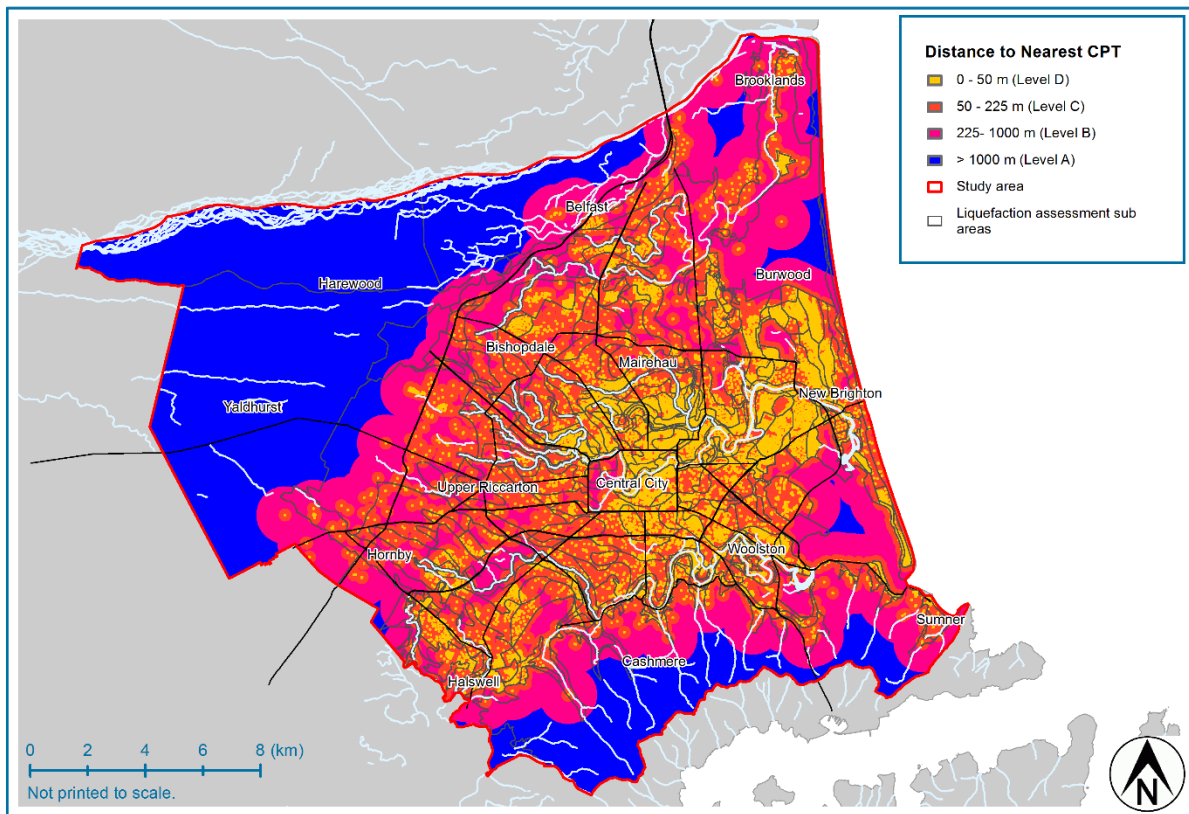 Distance to Nearest CPT
0 - 50 m (Level D)
50 - 225 m (Level C)
225- 1000 m (Level B)
> 1000 m (Level A)
Study area
Liquefaction assessment sub
areas
Brooklands
Belfast
Burwood
Harewood
Bishopdale
Mairehau
New Brighton
Yaldhurst
Upper Riccarton
Central City
Hornby
Woolston
Sumner
Cashmere
Halswell
0 2 4 6 8 (km)
Not printed to scale.
N